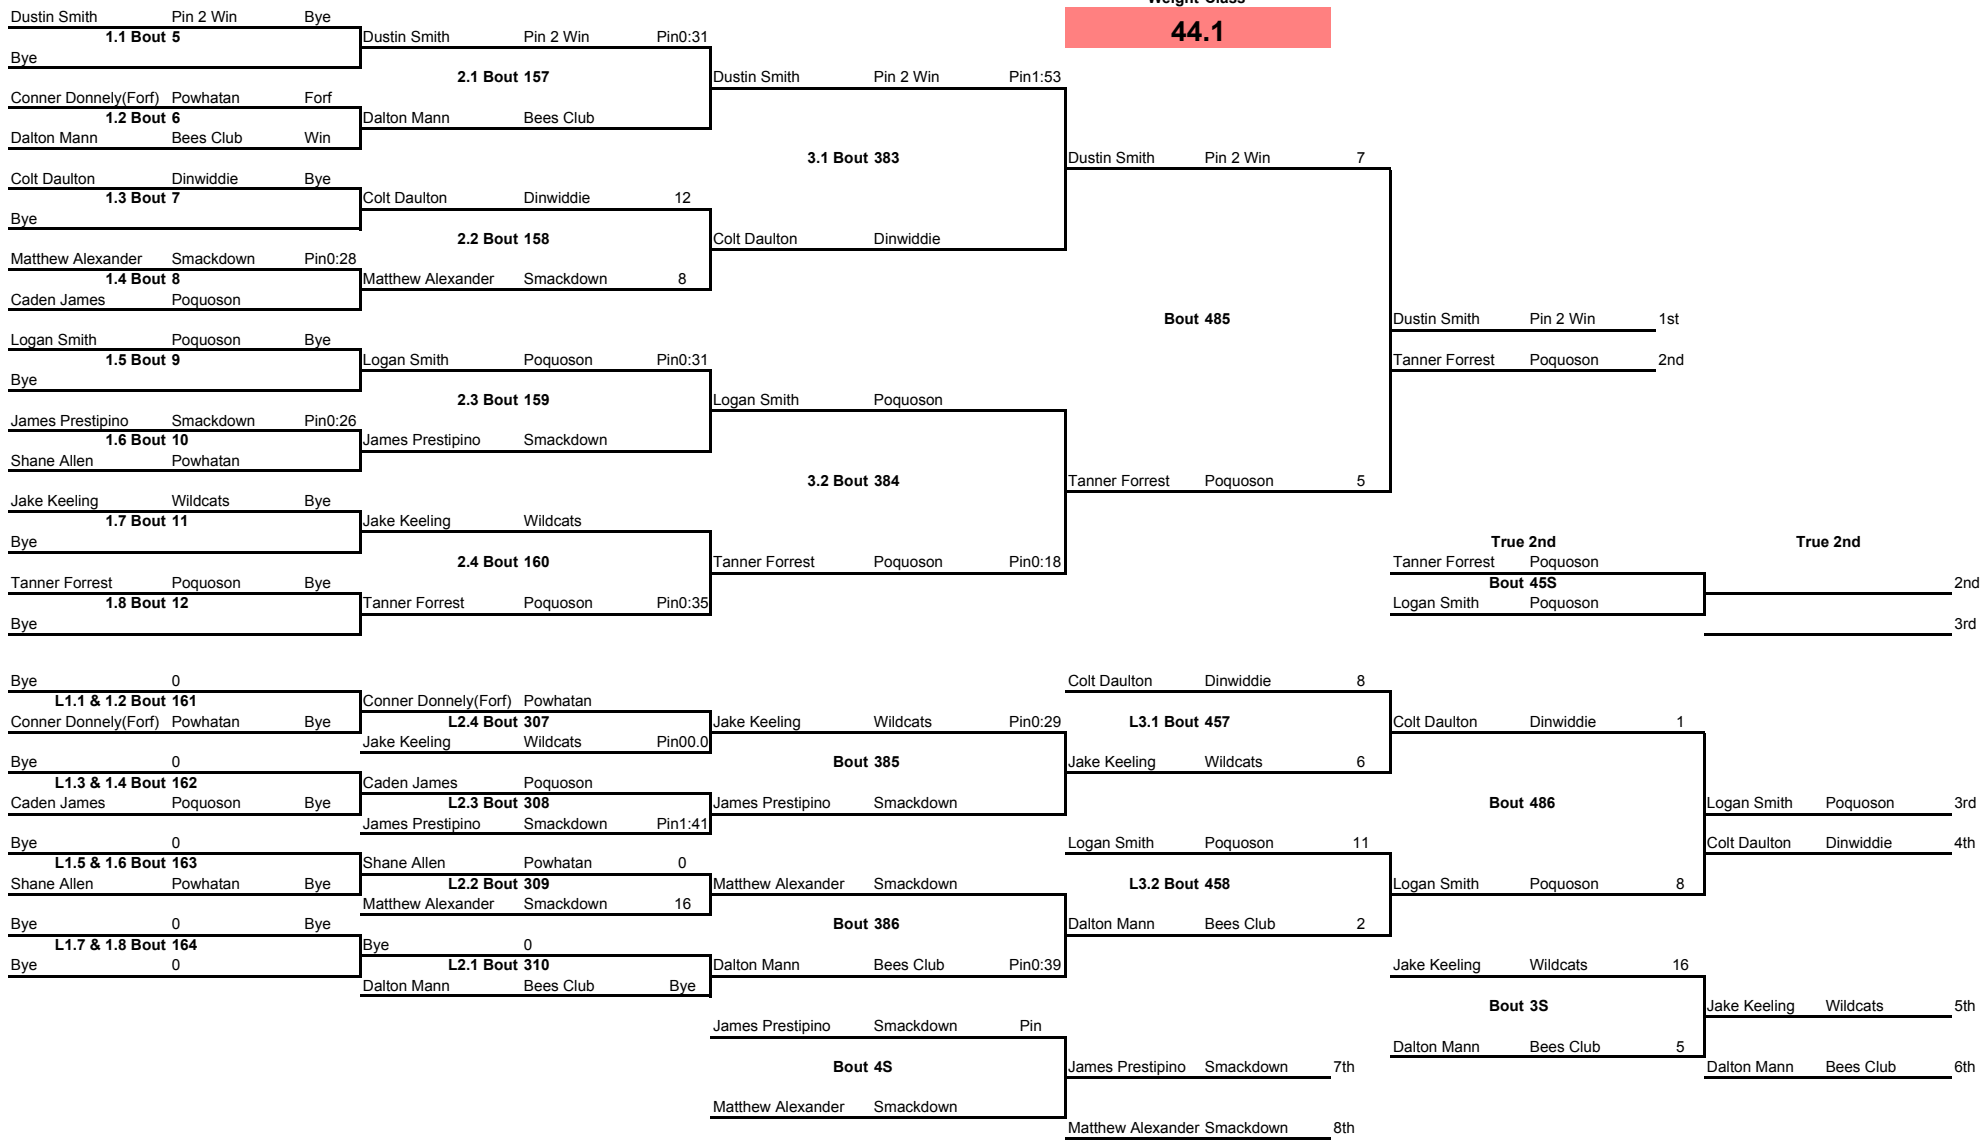 Weight Class
44.1
Dustin Smith Pin 2 Win Bye
1.1 Bout 5
Bye
Conner Donnely(Forf) Powhatan Forf
1.2 Bout 6
Dalton Mann Bees Club Win
Colt Daulton Dinwiddie Bye
1.3 Bout 7
Bye
Matthew Alexander Smackdown Pin0:28
1.4 Bout 8
Caden James Poquoson
Logan Smith Poquoson Bye
1.5 Bout 9
Bye
James Prestipino Smackdown Pin0:26
1.6 Bout 10
Shane Allen Powhatan
Jake Keeling Wildcats Bye
1.7 Bout 11
Bye
Tanner Forrest Poquoson Bye
1.8 Bout 12
Bye
Dustin Smith Pin 2 Win Pin0:31
2.1 Bout 157
Dalton Mann Bees Club
Colt Daulton Dinwiddie 12
2.2 Bout 158
Matthew Alexander Smackdown 8
Logan Smith Poquoson Pin0:31
2.3 Bout 159
James Prestipino Smackdown
Jake Keeling Wildcats
2.4 Bout 160
Tanner Forrest Poquoson Pin0:35
Dustin Smith Pin 2 Win Pin1:53
3.1 Bout 383
Colt Daulton Dinwiddie
Logan Smith Poquoson
3.2 Bout 384
Tanner Forrest Poquoson Pin0:18
Dustin Smith Pin 2 Win 7
Bout 485
Tanner Forrest Poquoson 5
Dustin Smith Pin 2 Win 1st
Tanner Forrest Poquoson 2nd
True 2nd True 2nd
Tanner Forrest Poquoson
Bout 45S
Logan Smith Poquoson
2nd
3rd
Bye 0
L1.1 & 1.2 Bout 161
Conner Donnely(Forf) Powhatan Bye
Bye 0
L1.3 & 1.4 Bout 162
Caden James Poquoson Bye
Bye 0
L1.5 & 1.6 Bout 163
Shane Allen Powhatan Bye
Bye 0 Bye
L1.7 & 1.8 Bout 164
Bye 0
Conner Donnely(Forf) Powhatan
L2.4 Bout 307
Jake Keeling Wildcats Pin00.0
Caden James Poquoson
L2.3 Bout 308
James Prestipino Smackdown Pin1:41
Shane Allen Powhatan 0
L2.2 Bout 309
Matthew Alexander Smackdown 16
Bye 0
L2.1 Bout 310
Dalton Mann Bees Club Bye
Jake Keeling Wildcats Pin0:29
Bout 385
James Prestipino Smackdown
Matthew Alexander Smackdown
Bout 386
Dalton Mann Bees Club Pin0:39
James Prestipino Smackdown Pin
Bout 4S
Matthew Alexander Smackdown
Colt Daulton Dinwiddie 8
L3.1 Bout 457
Jake Keeling Wildcats 6
Logan Smith Poquoson 11
L3.2 Bout 458
Dalton Mann Bees Club 2
James Prestipino Smackdown 7th
Matthew Alexander Smackdown 8th
Colt Daulton Dinwiddie 1
Bout 486
Logan Smith Poquoson 8
Jake Keeling Wildcats 16
Bout 3S
Dalton Mann Bees Club 5
Logan Smith Poquoson 3rd
Colt Daulton Dinwiddie 4th
Jake Keeling Wildcats 5th
Dalton Mann Bees Club 6th